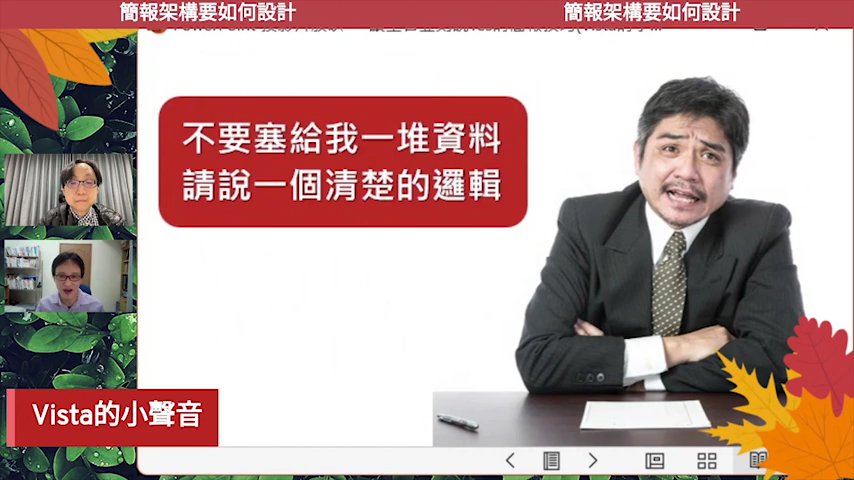 簡報架構要如何設計
簡報架構要如何設計
不要塞給我一堆資料
請說一個清楚的邏輯
Vista的小聲音